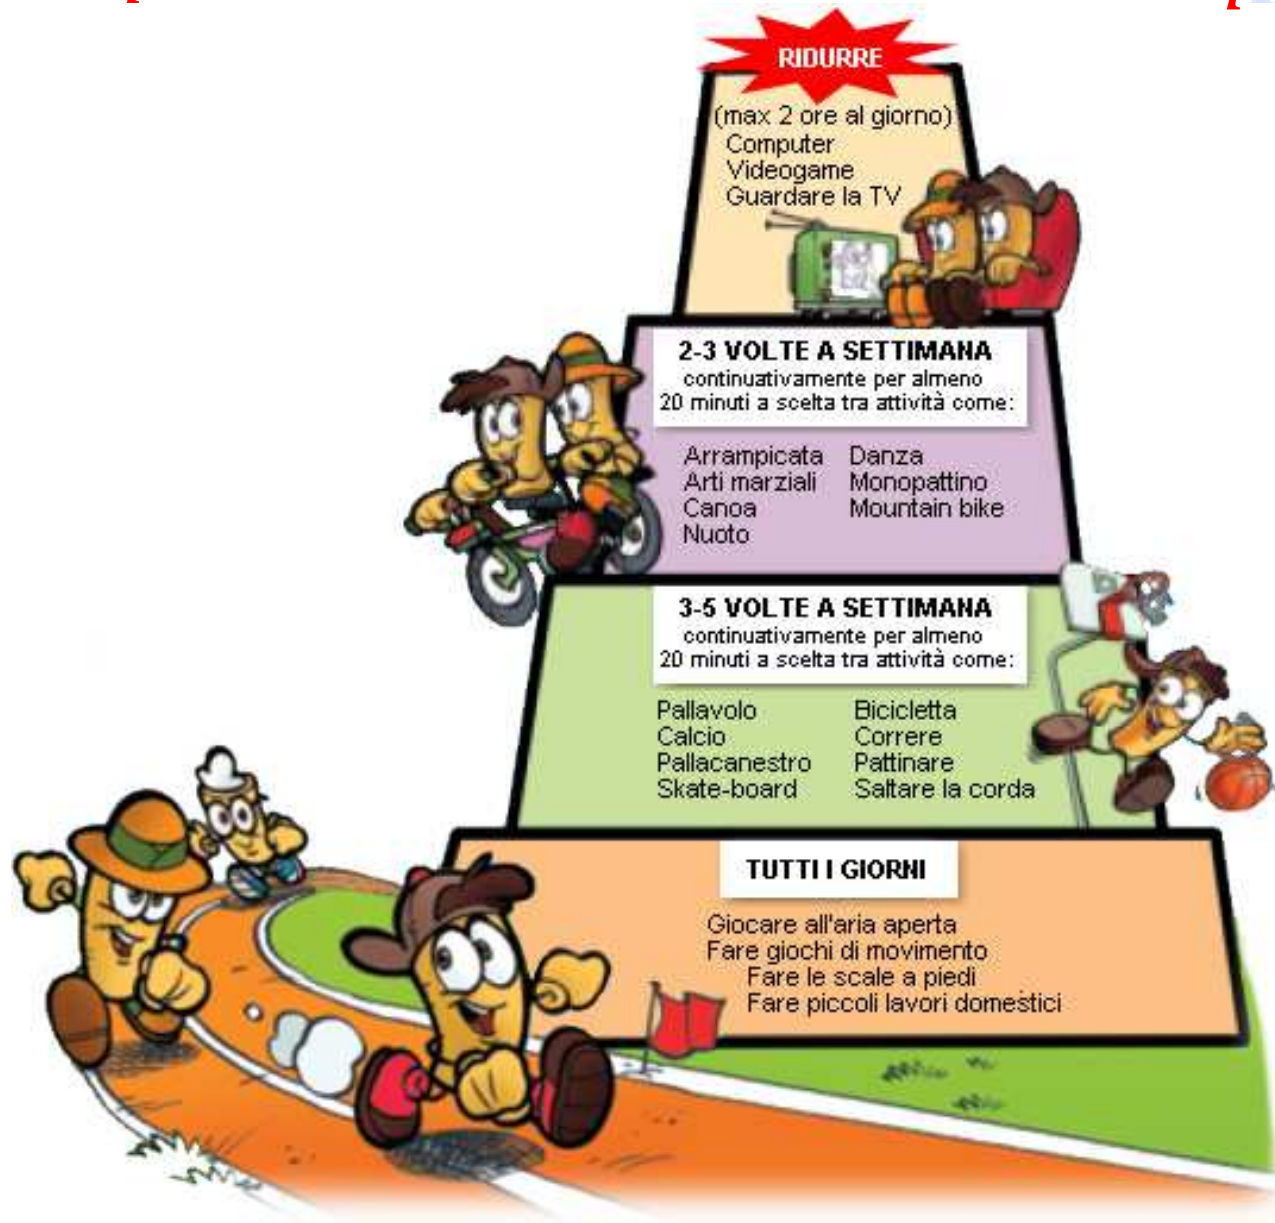 RIDURRE
(max 2 ore al giorno)
Computer
Videogame
Guardare la TV
2-3 VOLTE A SETTIMANA
continuativamente per almeno
20 minuti a scelta tra attività come:
Arrampicata
Arti marziali
Canoa
Nuoto
Danza
Monopattino
Mountain bike
3-5 VOLTE A SETTIMANA
continuativamente per almeno
20 minuti a scelta tra attività come:
Pallavolo
Calcio
Pallacanestro
Skate-board
Bicicletta
Correre
Pattinare
Saltare la corda
TUTTI I GIORNI
Giocare all'aria aperta
Fare giochi di movimento
Fare le scale a piedi
Fare piccoli lavori domestici